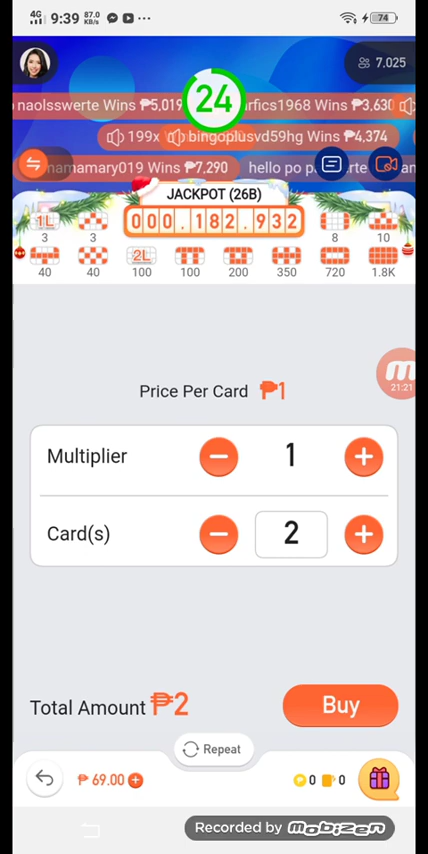 4G 9:39 87.0 KB/s 74
7.025
naolsswerte Wins ₱5,019 rfics1968 Wins ₱3,630
24
199x bingoplusvd59hg Wins ₱4,374
mamamary019 Wins ₱7,290 hello po
JACKPOT (26B)
000.182.932
1L
3 3 8 10
2L
40 40 100 100 200 350 720 1.8K
21:21
Price Per Card ₱1
Multiplier − 1 +
Card(s) − 2 +
Total Amount ₱2 Buy
Repeat
₱ 69.00 0 0
Recorded by mobizen